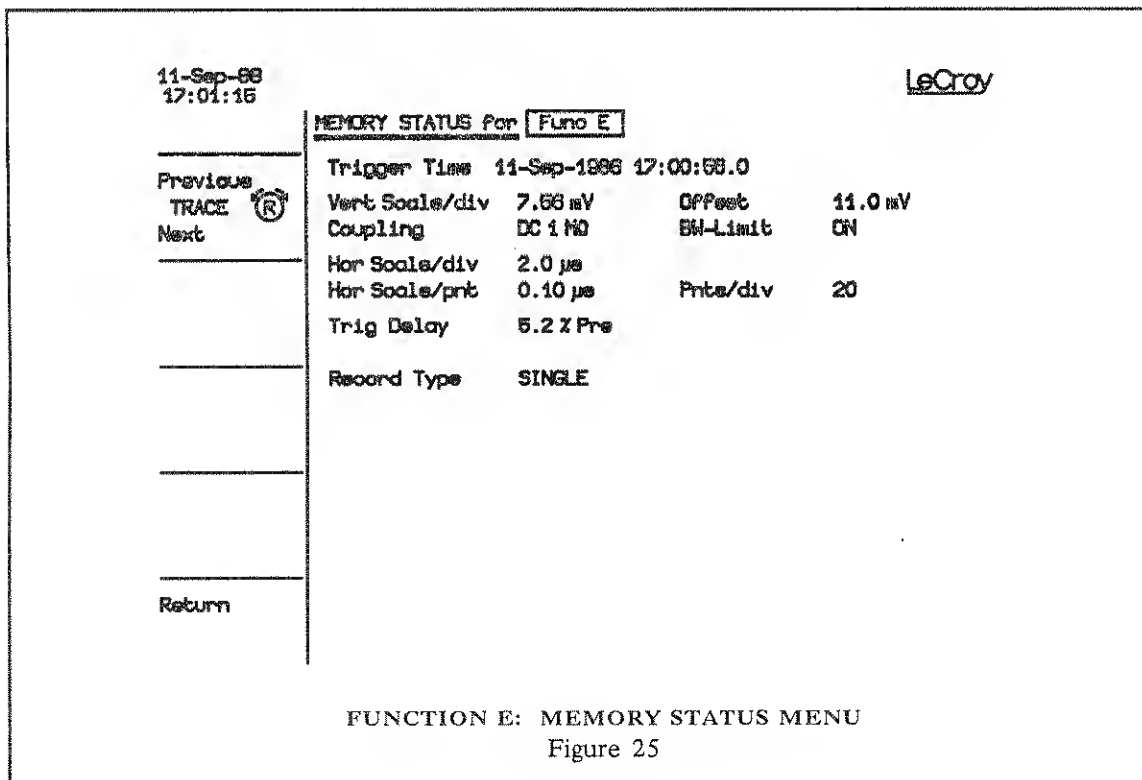 11-Sep-86
17:01:15
LeCroy
MEMORY STATUS for Func E
Trigger Time 11-Sep-1986 17:00:58.0
Previous
TRACE R
Next
Vert Scale/div 7.66 mV Offset 11.0 mV
Coupling DC 1 MΩ BW-Limit ON
Hor Scale/div 2.0 µs
Hor Scale/pnt 0.10 µs Pnts/div 20
Trig Delay 5.2 % Pre
Record Type SINGLE
Return
FUNCTION E: MEMORY STATUS MENU
Figure 25